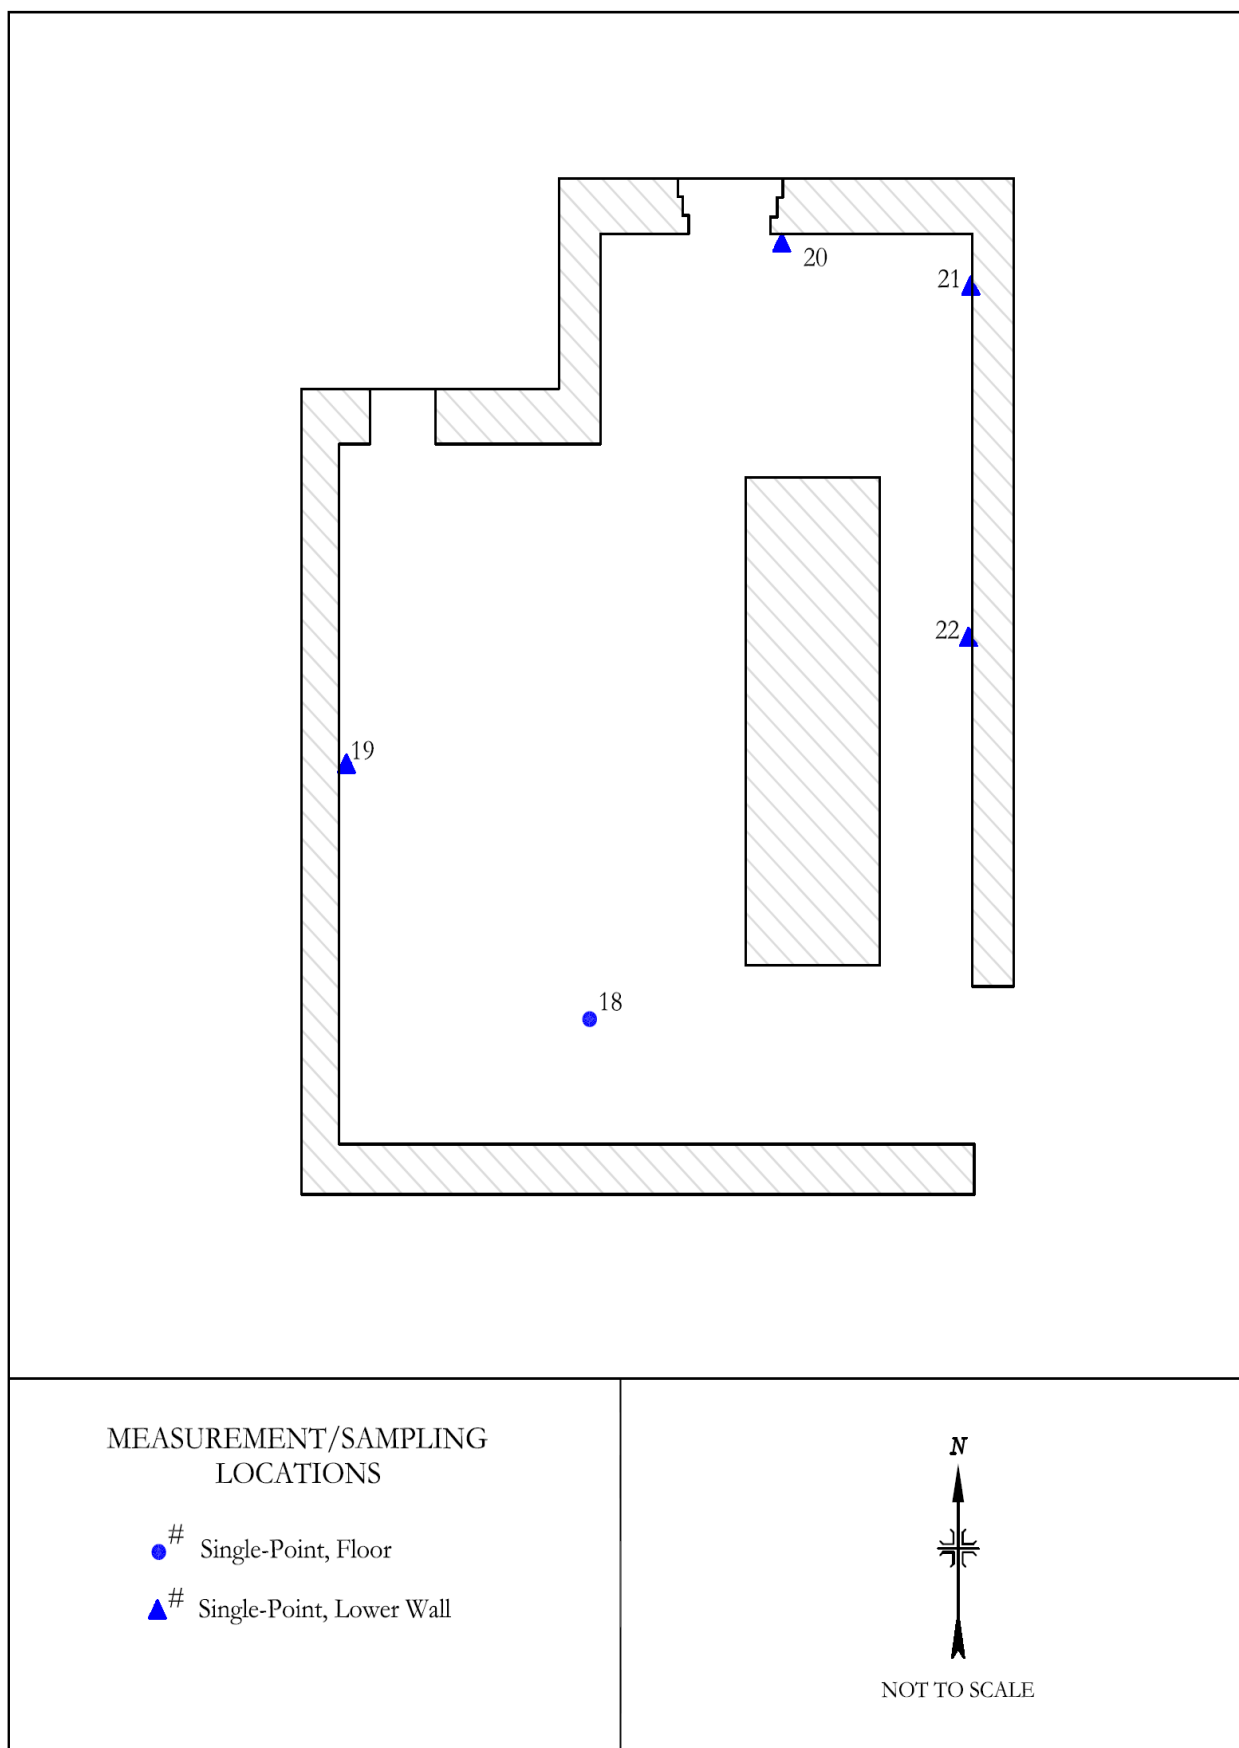 20
21
22
19
18
MEASUREMENT/SAMPLING
LOCATIONS
# Single-Point, Floor
# Single-Point, Lower Wall
N
NOT TO SCALE